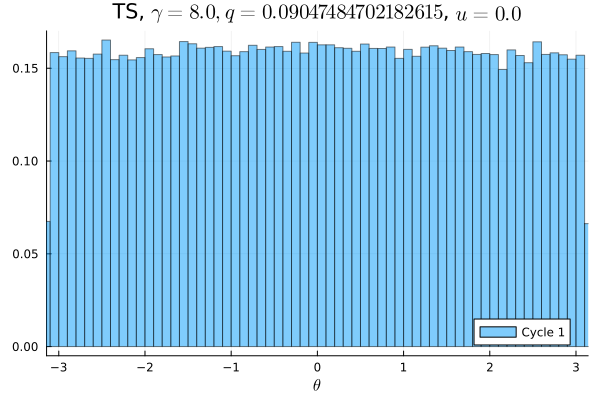 TS, γ = 8.0, q = 0.09047484702182615, u = 0.0
0.15
0.10
0.05
0.00
Cycle 1
−3 −2 −1 0 1 2 3
θ